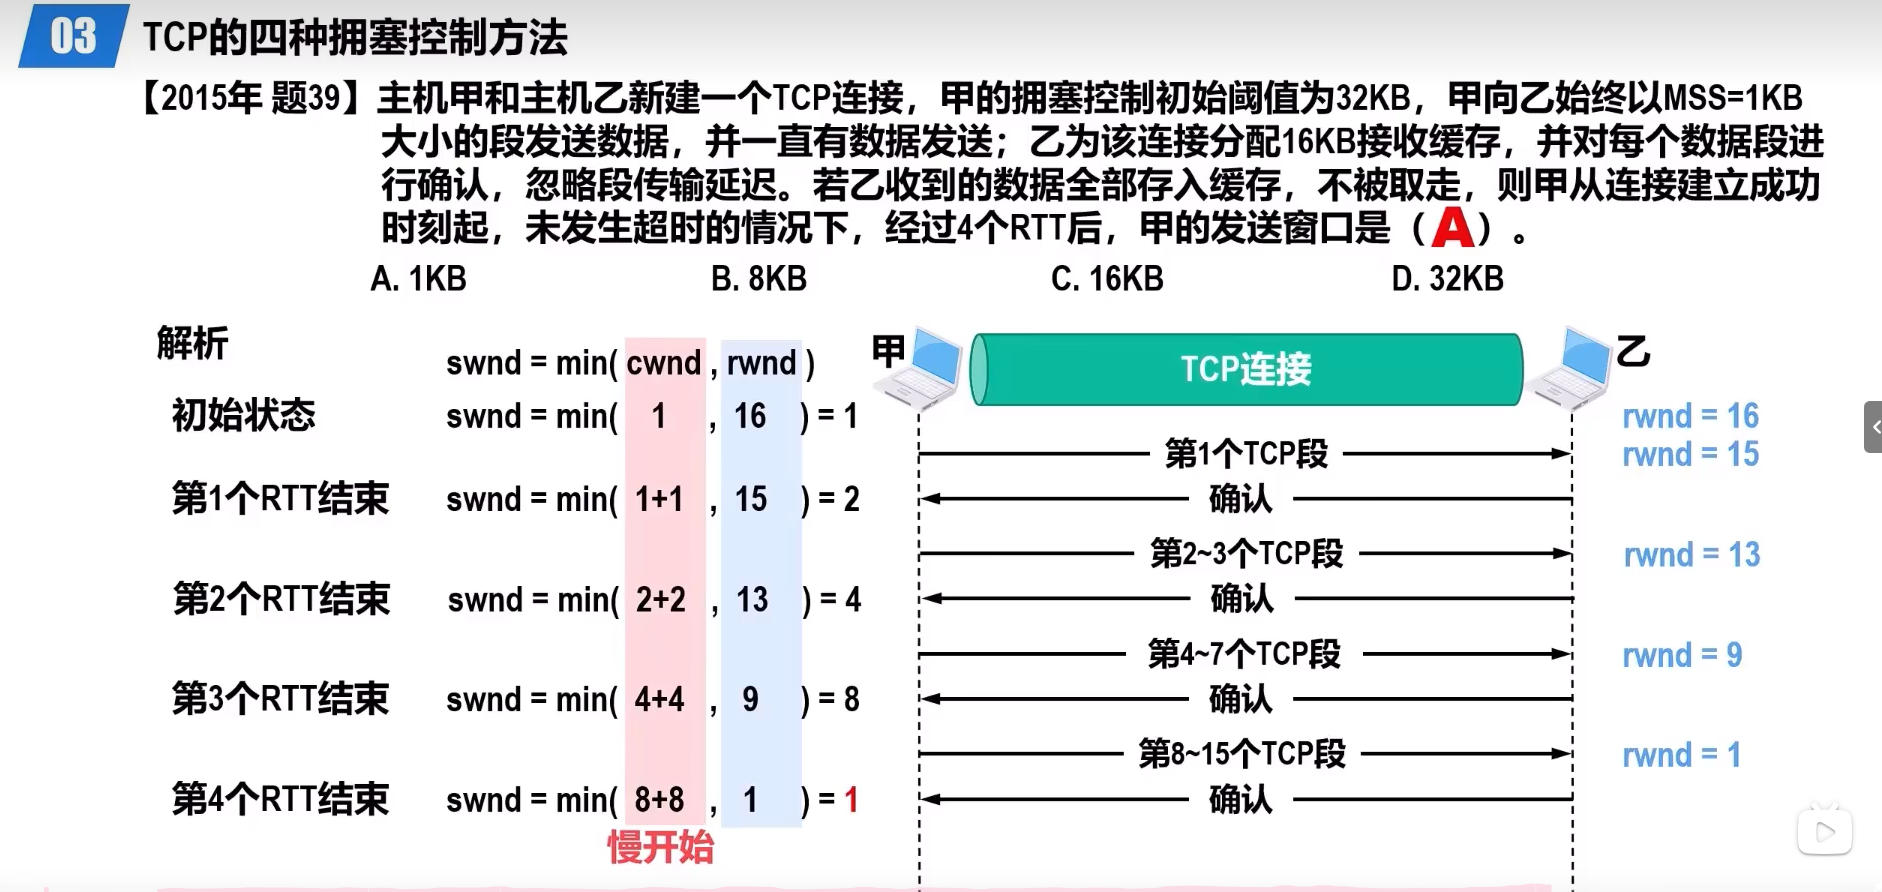 03 TCP的四种拥塞控制方法
【2015年 题39】主机甲和主机乙新建一个TCP连接，甲的拥塞控制初始阈值为32KB，甲向乙始终以MSS=1KB
大小的段发送数据，并一直有数据发送；乙为该连接分配16KB接收缓存，并对每个数据段进
行确认，忽略段传输延迟。若乙收到的数据全部存入缓存，不被取走，则甲从连接建立成功
时刻起，未发生超时的情况下，经过4个RTT后，甲的发送窗口是（A）。
A. 1KB B. 8KB C. 16KB D. 32KB
解析
swnd = min( cwnd , rwnd )
初始状态 swnd = min( 1 , 16 ) = 1
第1个RTT结束 swnd = min( 1+1 , 15 ) = 2
第2个RTT结束 swnd = min( 2+2 , 13 ) = 4
第3个RTT结束 swnd = min( 4+4 , 9 ) = 8
第4个RTT结束 swnd = min( 8+8 , 1 ) = 1
慢开始
甲 TCP连接 乙
rwnd = 16
第1个TCP段 rwnd = 15
确认
第2~3个TCP段 rwnd = 13
确认
第4~7个TCP段 rwnd = 9
确认
第8~15个TCP段 rwnd = 1
确认